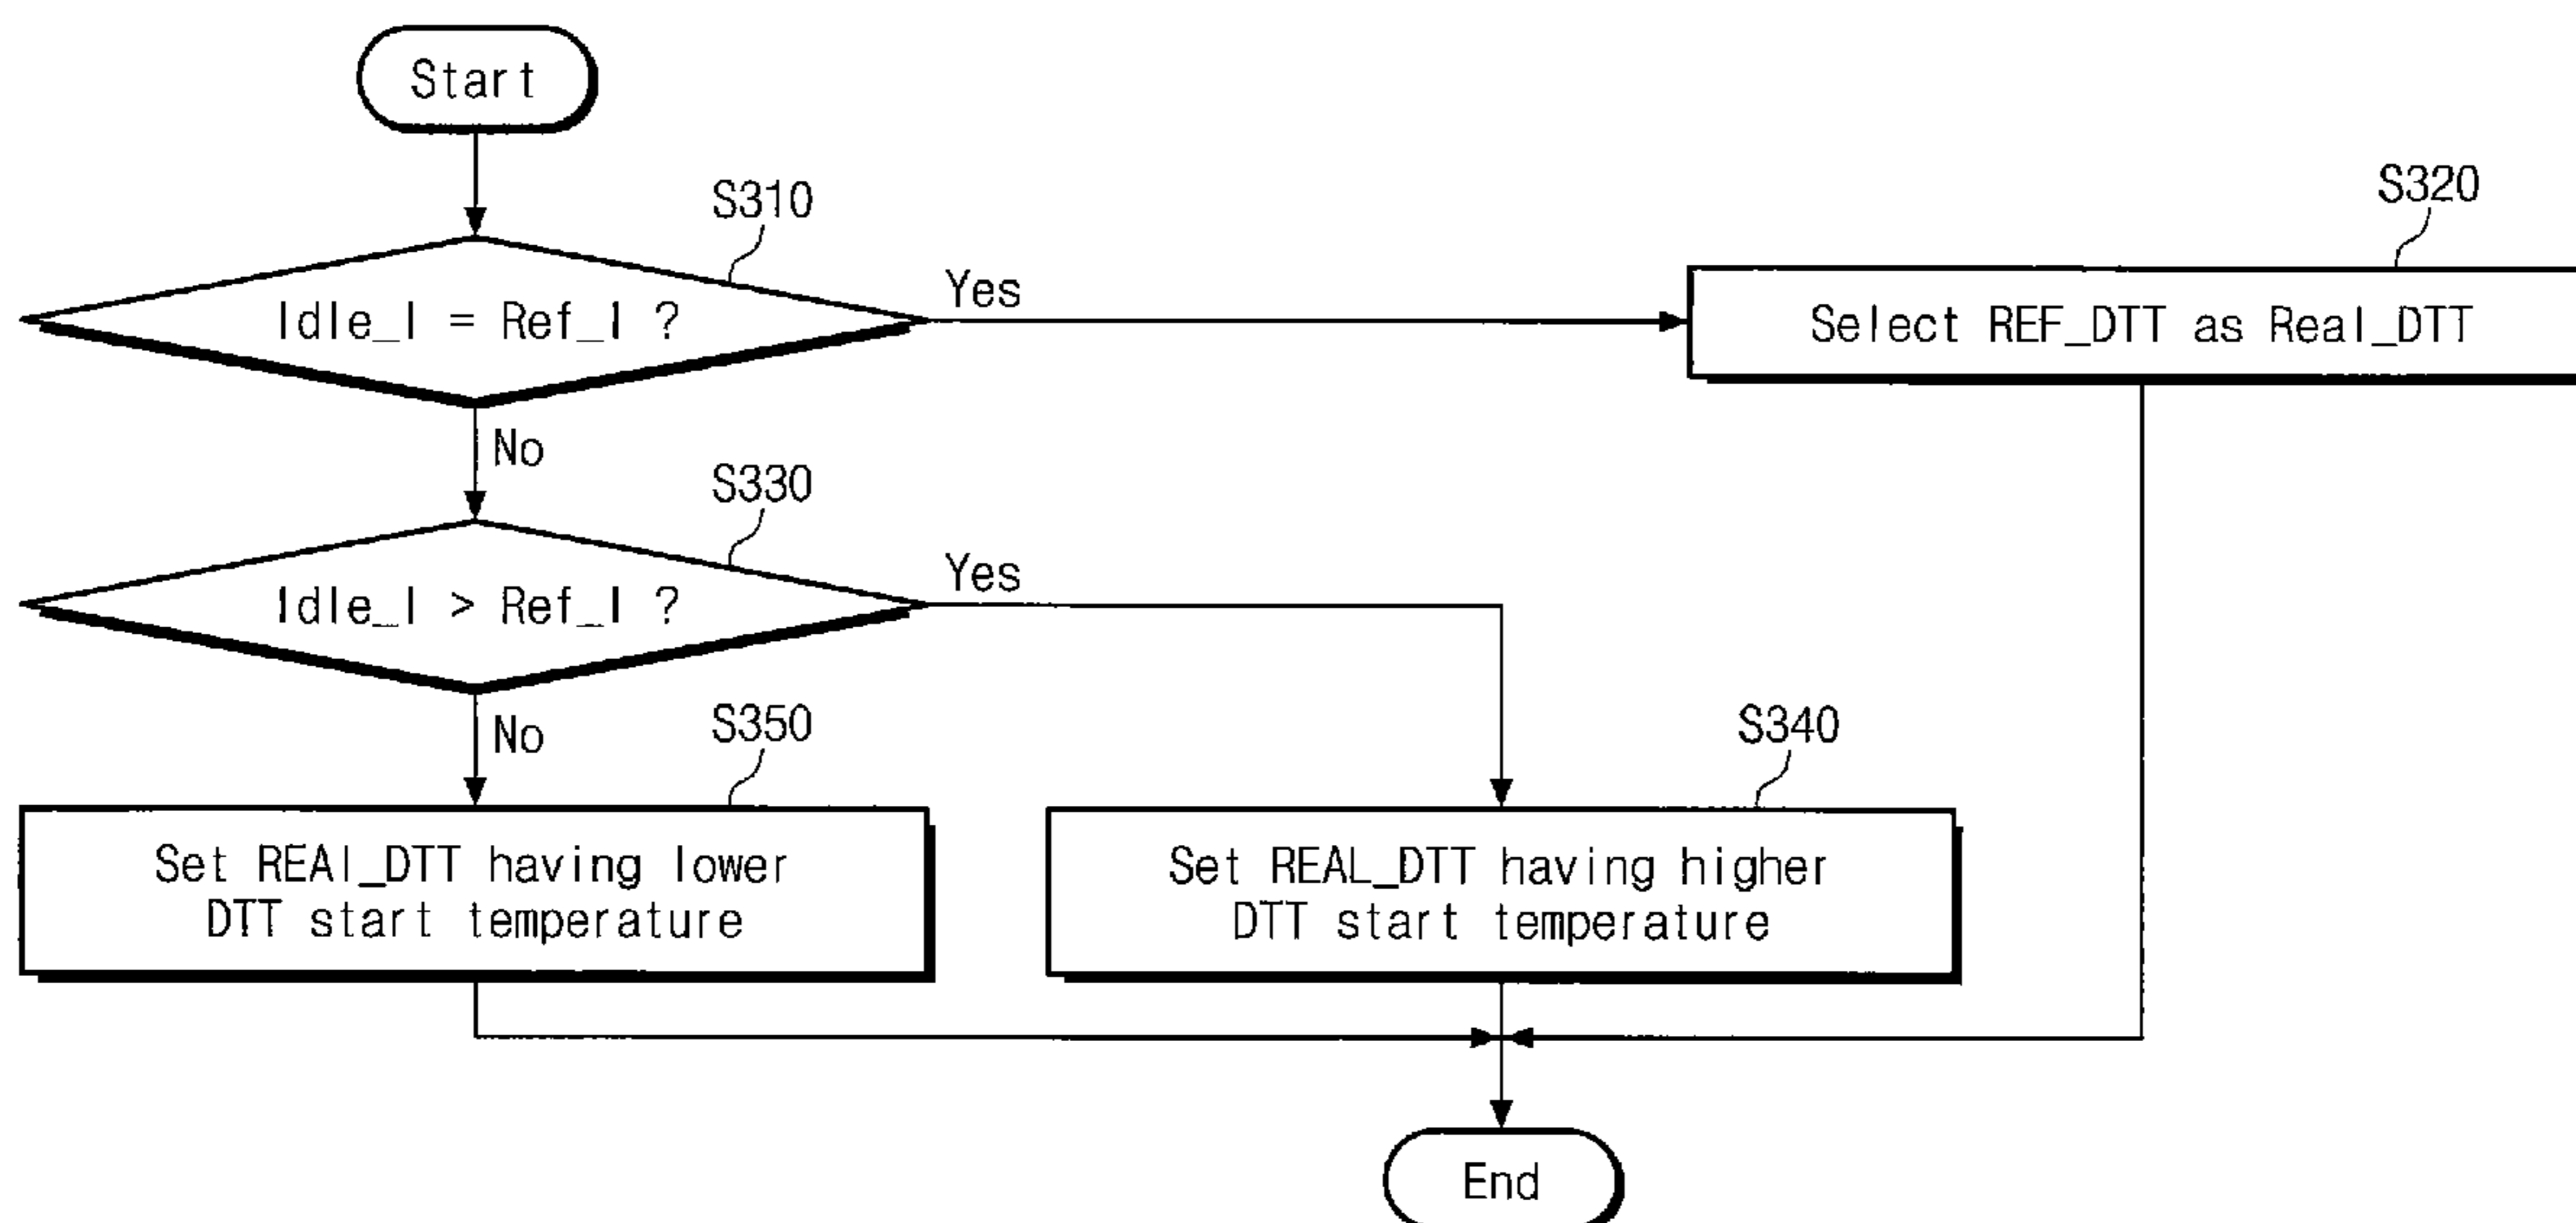 Start
S310
S320
Idle_I = Ref_I ?
Yes
Select REF_DTT as Real_DTT
No
S330
Idle_I > Ref_I ?
Yes
No
S350
S340
Set REAl_DTT having lower
DTT start temperature
Set REAL_DTT having higher
DTT start temperature
End